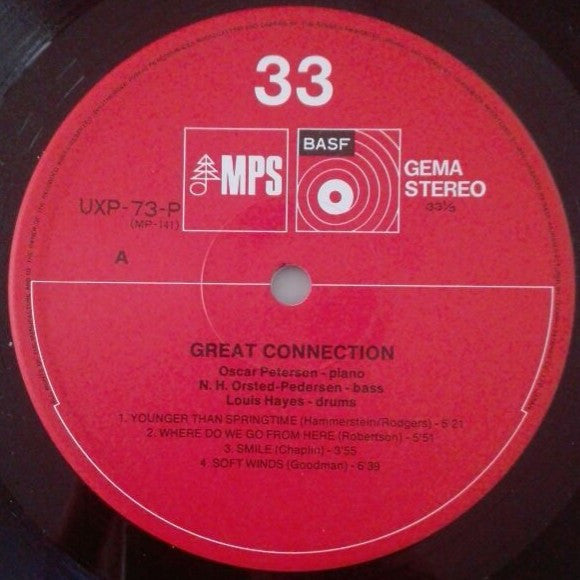 33
MPS
BASF
GEMA
STEREO
33⅓
UXP-73-P
(MP-141)
A
GREAT CONNECTION
Oscar Petersen - piano
N. H. Orsted-Pedersen - bass
Louis Hayes - drums
1. YOUNGER THAN SPRINGTIME (Hammerstein/Rodgers) - 5'21
2. WHERE DO WE GO FROM HERE (Robertson) - 5'51
3. SMILE (Chaplin) - 3'55
4. SOFT WINDS (Goodman) - 6'39